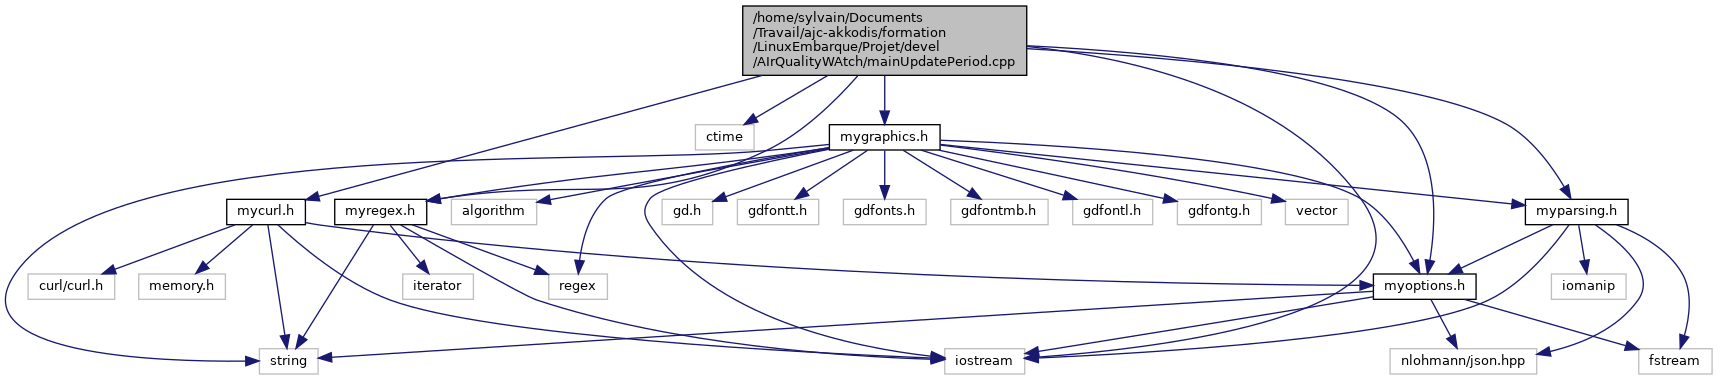 /home/sylvain/Documents
/Travail/ajc-akkodis/formation
/LinuxEmbarque/Projet/devel
/AIrQualityWAtch/mainUpdatePeriod.cpp
ctime
mygraphics.h
mycurl.h
myregex.h
algorithm
gd.h
gdfontt.h
gdfonts.h
gdfontmb.h
gdfontl.h
gdfontg.h
vector
myparsing.h
curl/curl.h
memory.h
iterator
regex
myoptions.h
iomanip
string
iostream
nlohmann/json.hpp
fstream